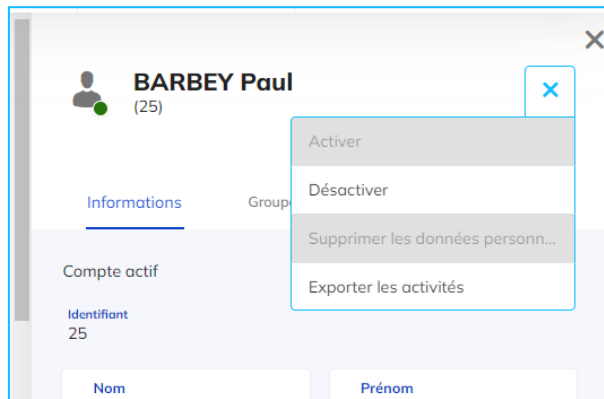 BARBEY Paul
(25)
Activer
Désactiver
Supprimer les données personn...
Exporter les activités
Informations
Groupe
Compte actif
Identifiant
25
Nom
Prénom